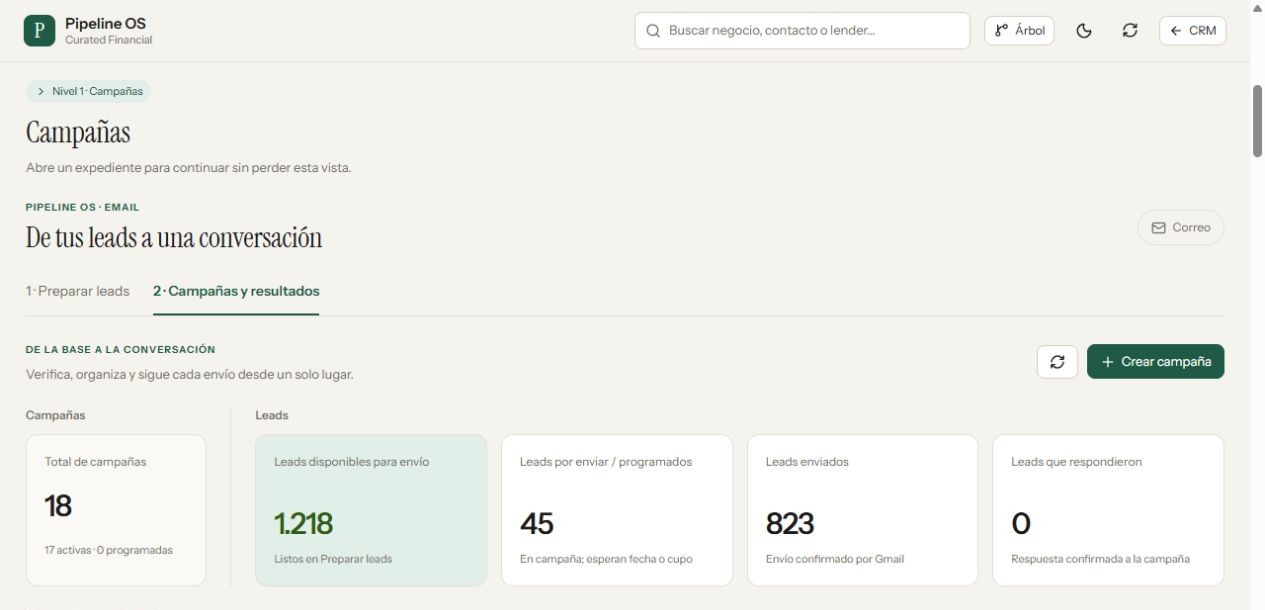 P
Pipeline OS
Curated Financial
Buscar negocio, contacto o lender...
Árbol
CRM
Nivel 1 · Campañas
Campañas
Abre un expediente para continuar sin perder esta vista.
PIPELINE OS · EMAIL
De tus leads a una conversación
Correo
1 · Preparar leads
2 · Campañas y resultados
DE LA BASE A LA CONVERSACIÓN
Verifica, organiza y sigue cada envío desde un solo lugar.
Crear campaña
Campañas
Total de campañas
18
17 activas · 0 programadas
Leads
Leads disponibles para envío
1.218
Listos en Preparar leads
Leads por enviar / programados
45
En campaña; esperan fecha o cupo
Leads enviados
823
Envío confirmado por Gmail
Leads que respondieron
0
Respuesta confirmada a la campaña